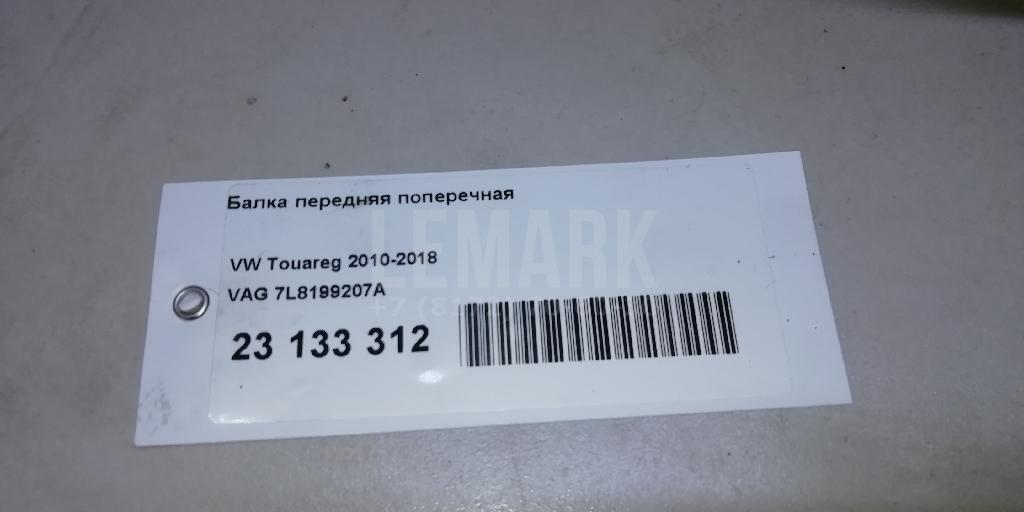 Балка передняя поперечная
LEMARK
VW Touareg 2010-2018
VAG 7L8199207A
23 133 312